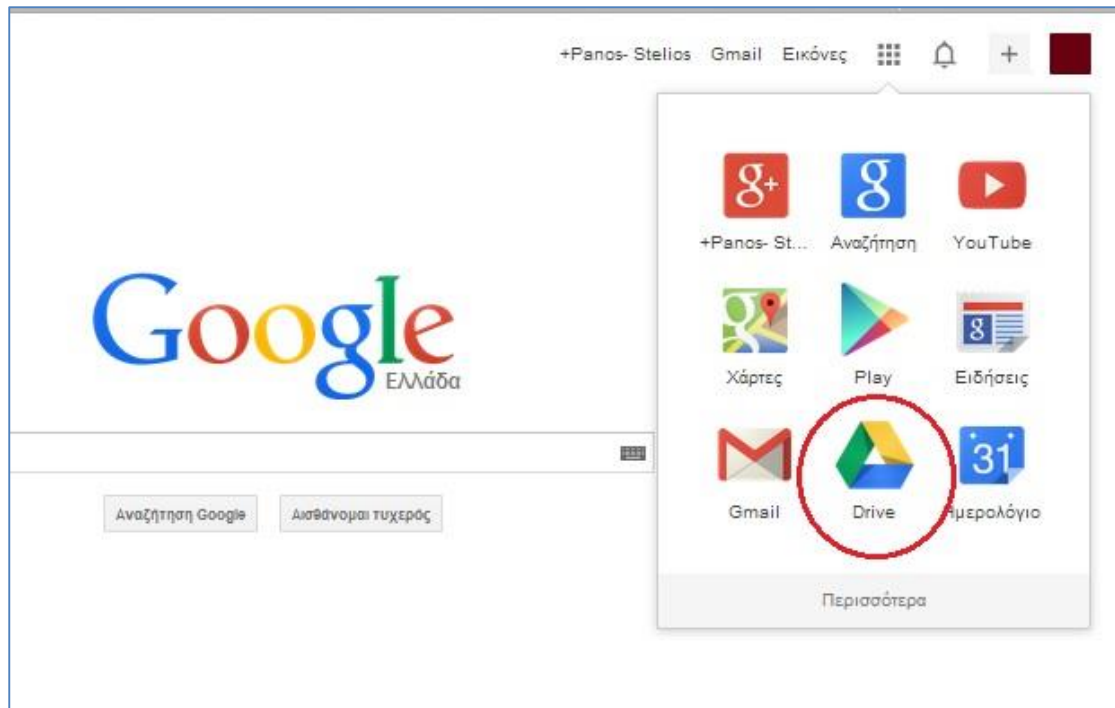 +Panos- Stelios Gmail Εικόνες
+Panos- St... Αναζήτηση YouTube
Google
Ελλάδα
Χάρτες Play Ειδήσεις
31
Gmail Drive Ημερολόγιο
Αναζήτηση Google Αισθάνομαι τυχερός
Περισσότερα